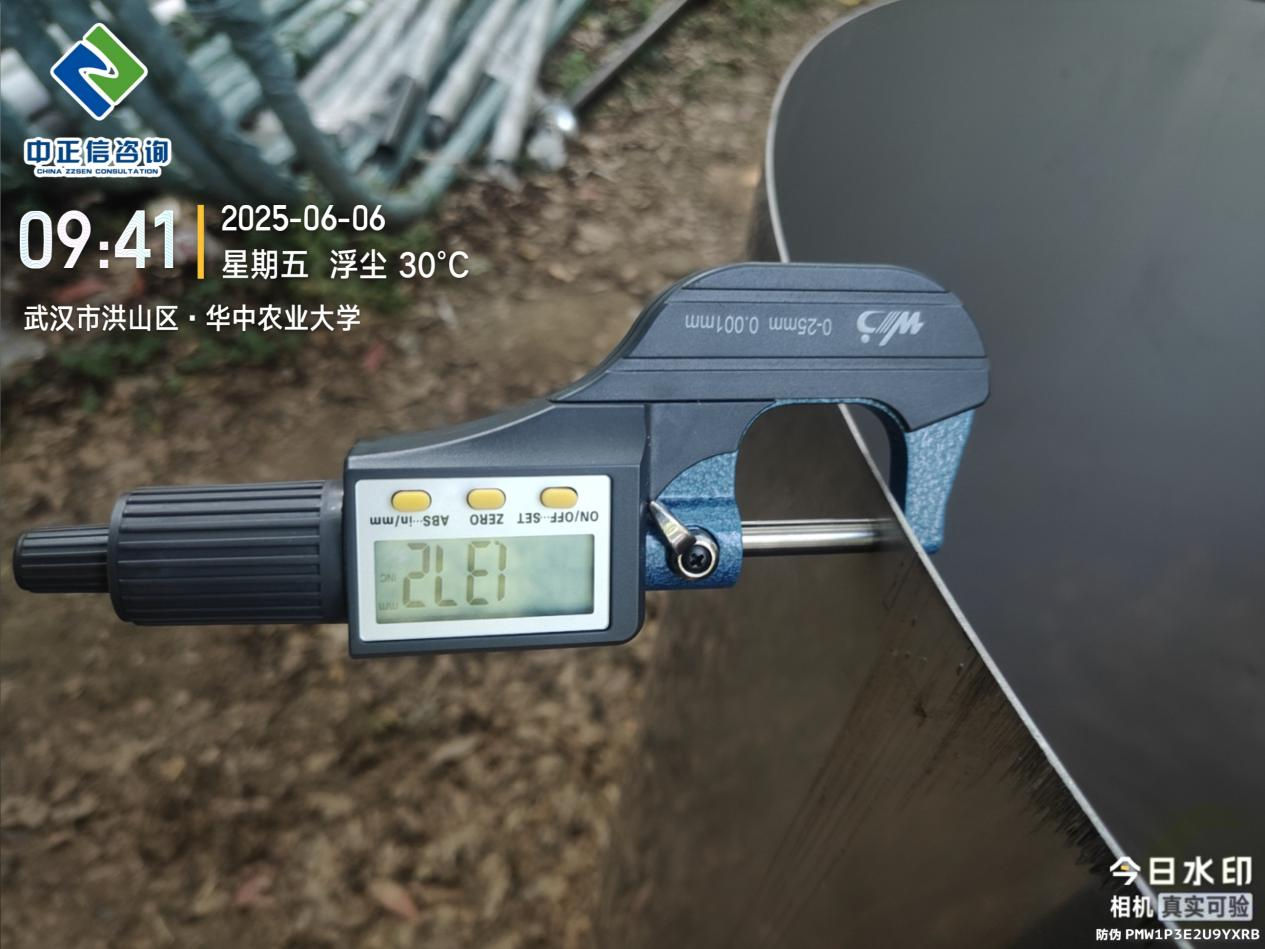 中正信咨询
CHINA ZZSEN CONSULTATION
09:41
2025-06-06
星期五 浮尘 30°C
武汉市洪山区·华中农业大学
0-25mm 0.001mm
ON/OFF···SET ZERO ABS···in/mm
INC
mm
今日水印
相机 真实可验
防伪 PMW1P3E2U9YXRB